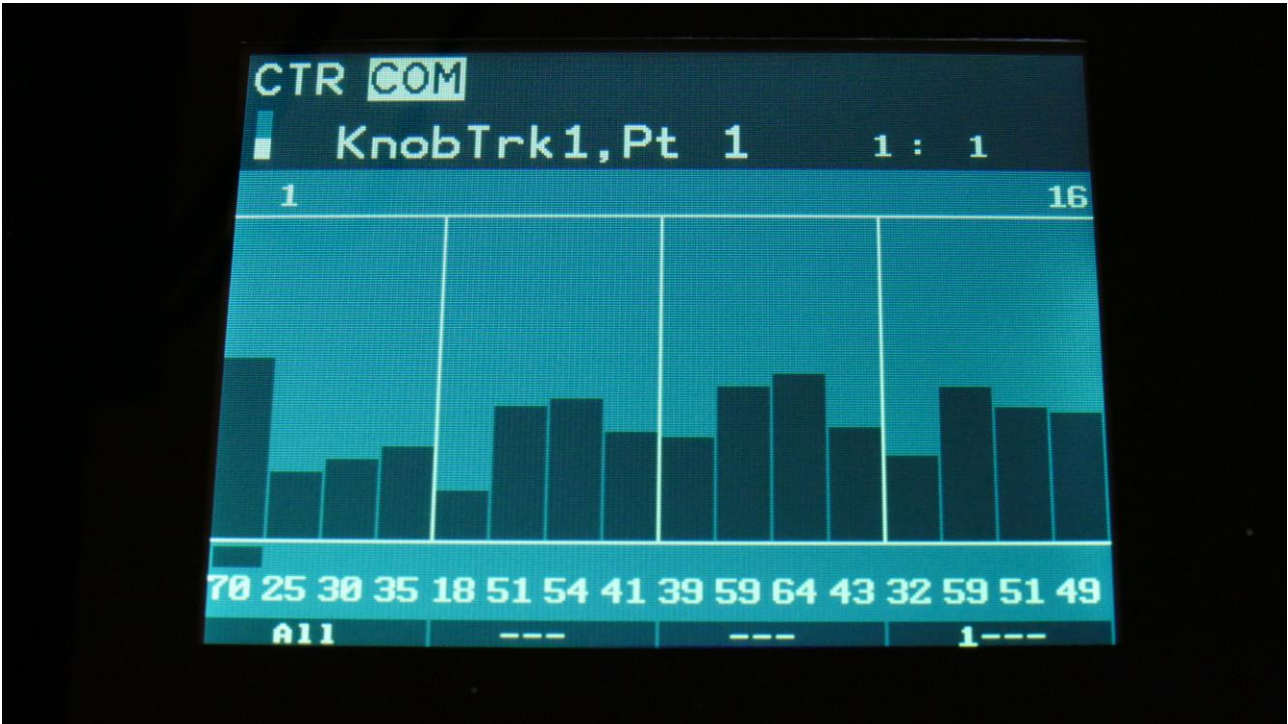 CTR COM
KnobTrk1,Pt 1 1: 1
1 16
70 25 30 35 18 51 54 41 39 59 64 43 32 59 51 49
All --- --- 1---